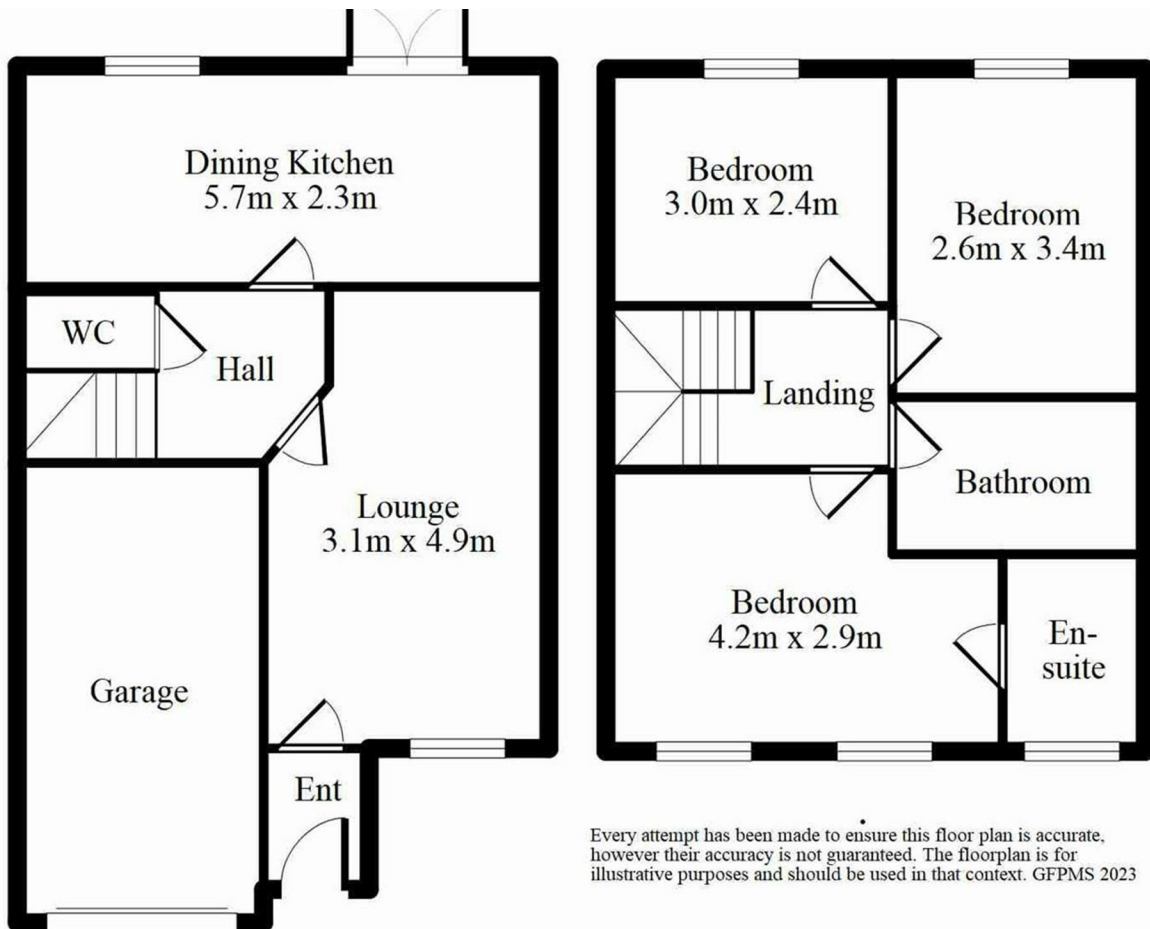 Dining Kitchen
5.7m x 2.3m
WC
Hall
Lounge
3.1m x 4.9m
Garage
Ent
Bedroom
3.0m x 2.4m
Bedroom
2.6m x 3.4m
Landing
Bathroom
Bedroom
4.2m x 2.9m
En-
suite
Every attempt has been made to ensure this floor plan is accurate,
however their accuracy is not guaranteed. The floorplan is for
illustrative purposes and should be used in that context. GFPMS 2023